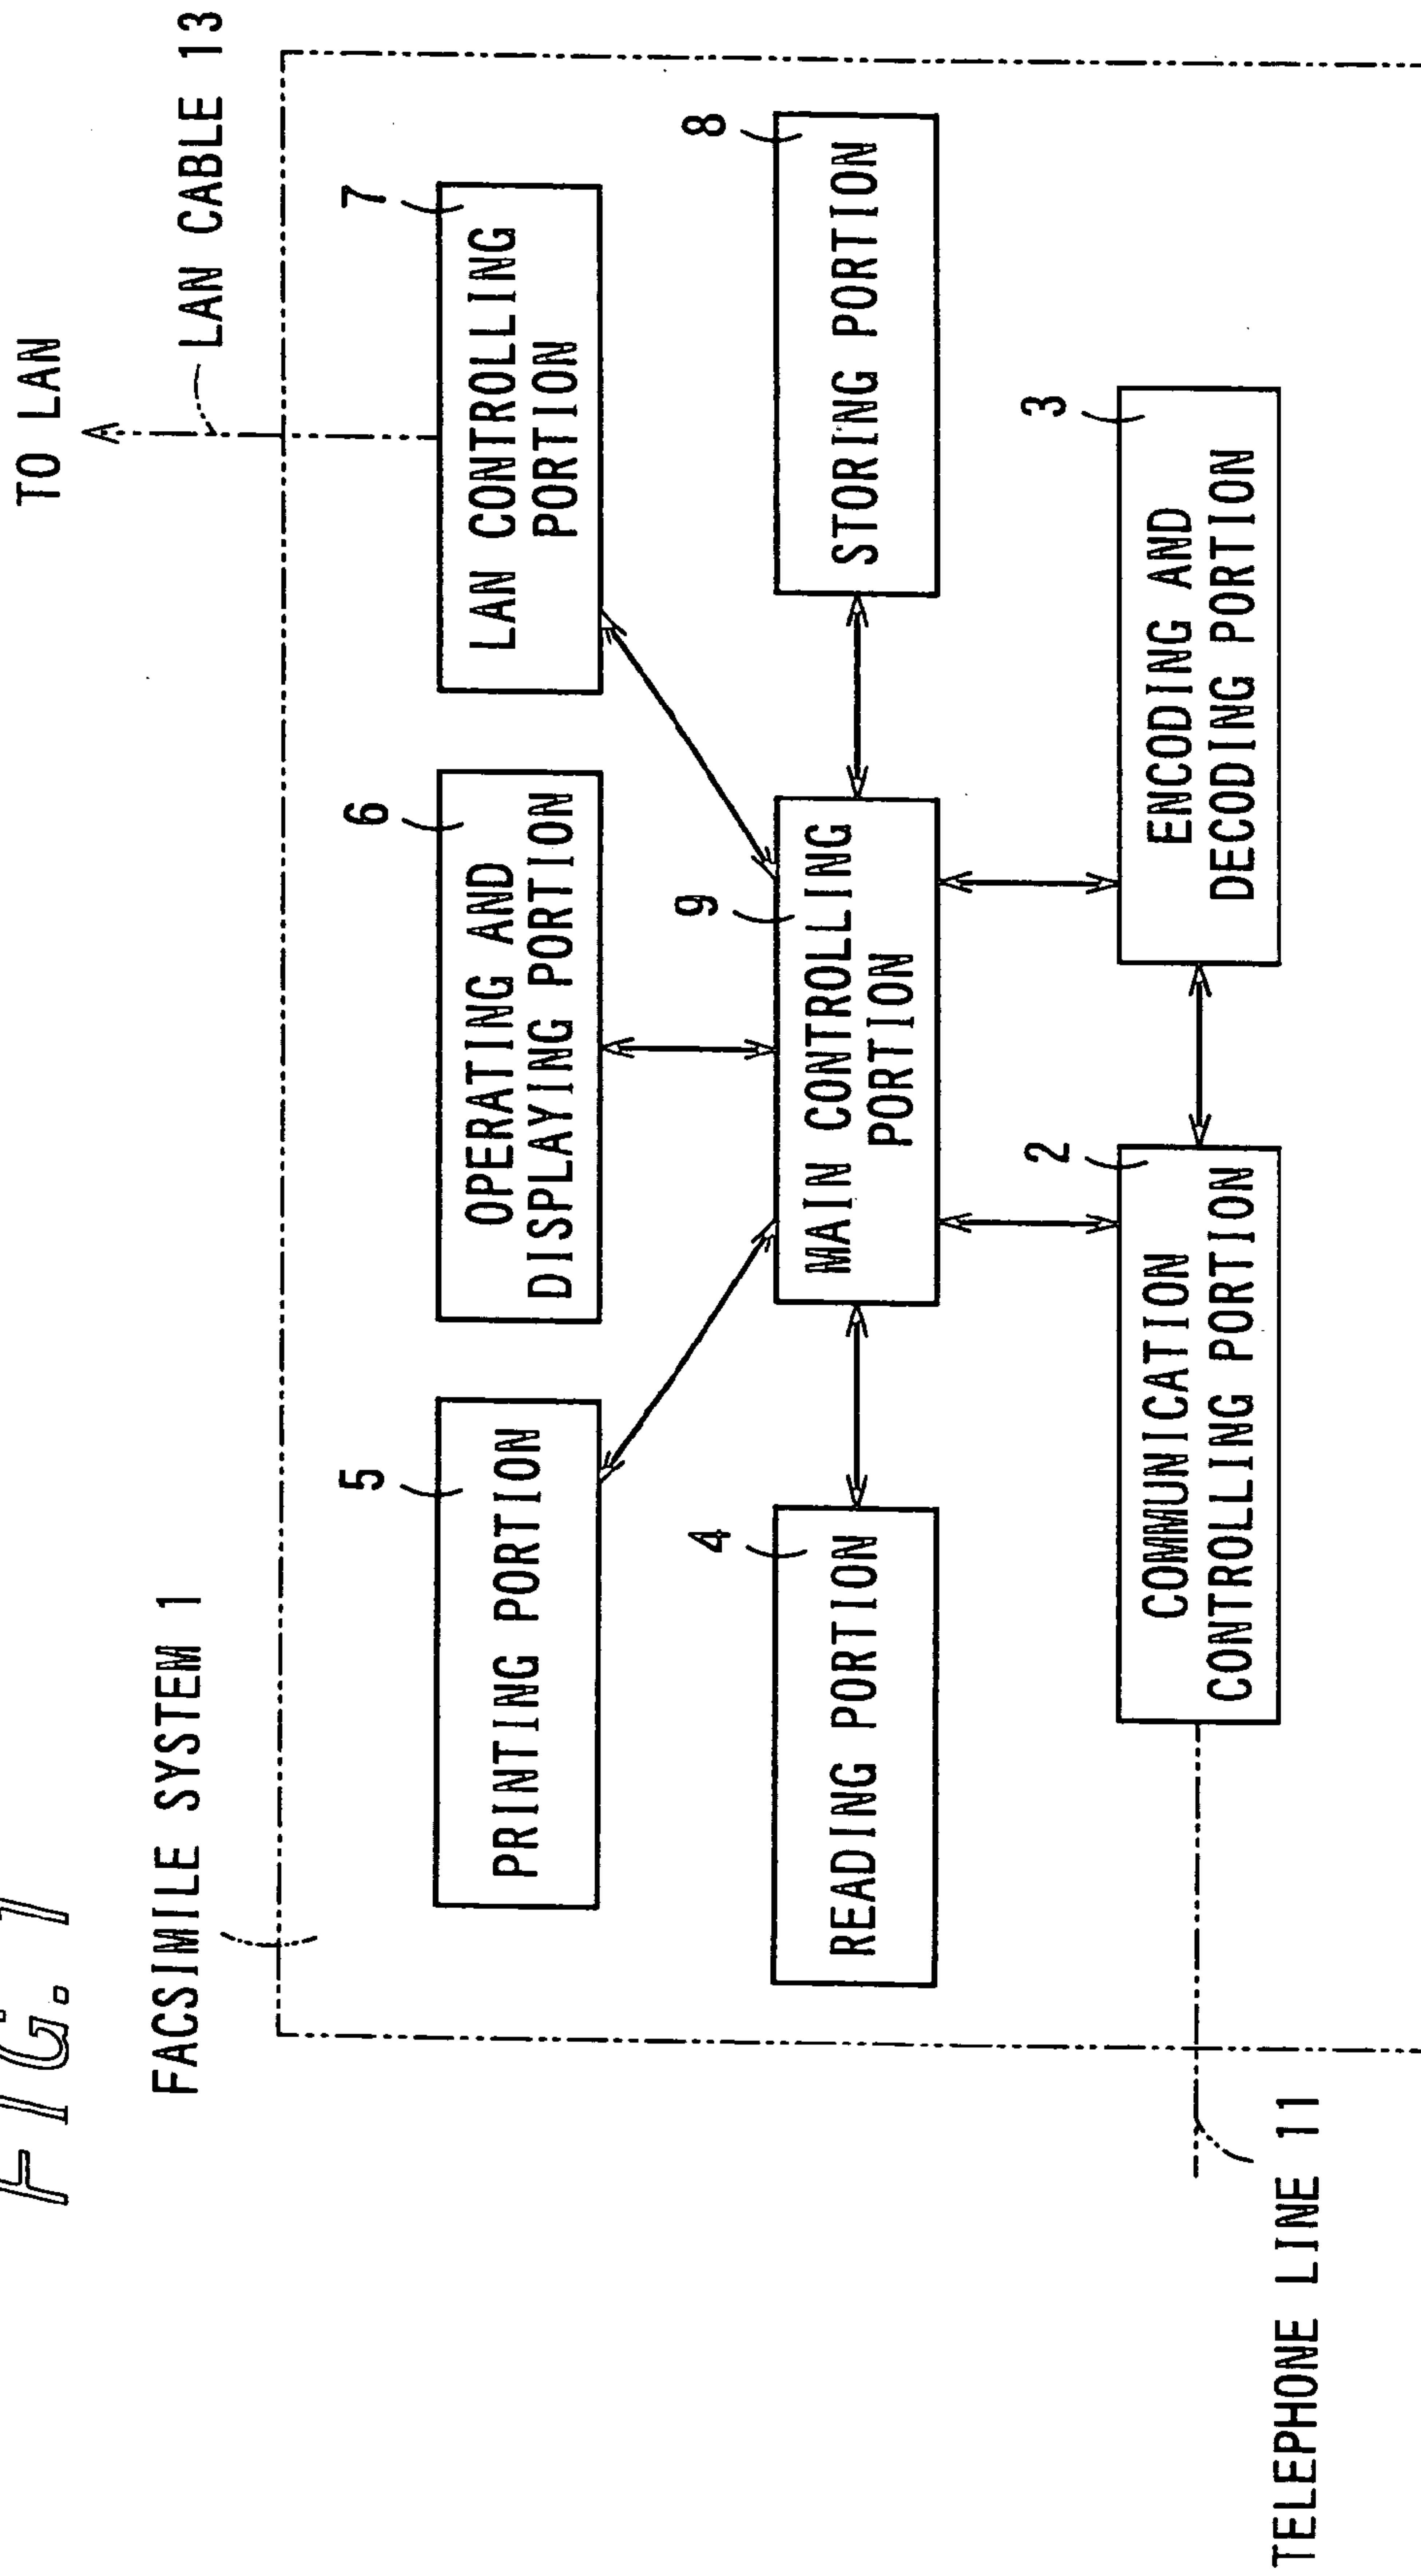 FIG. 1
TO LAN
LAN CABLE 13
FACSIMILE SYSTEM 1
5
PRINTING PORTION
6
OPERATING AND
DISPLAYING PORTION
7
LAN CONTROLLING
PORTION
4
READING PORTION
9
MAIN CONTROLLING
PORTION
8
STORING PORTION
2
COMMUNICATION
CONTROLLING PORTION
3
ENCODING AND
DECODING PORTION
TELEPHONE LINE 11